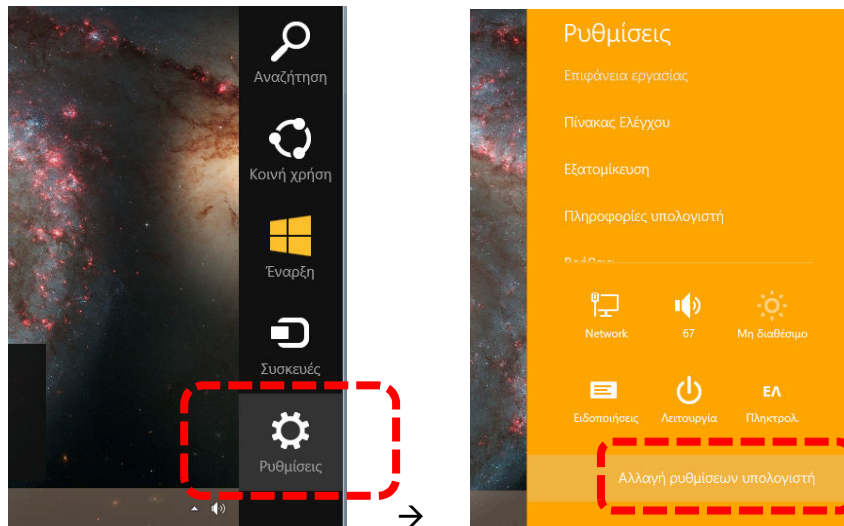 Αναζήτηση
Κοινή χρήση
Έναρξη
Συσκευές
Ρυθμίσεις
→
Ρυθμίσεις
Επιφάνεια εργασίας
Πίνακας Ελέγχου
Εξατομίκευση
Πληροφορίες υπολογιστή
Network
67
Μη διαθέσιμο
ΕΛ
Ειδοποιήσεις
Λειτουργία
Πληκτρολ.
Αλλαγή ρυθμίσεων υπολογιστή